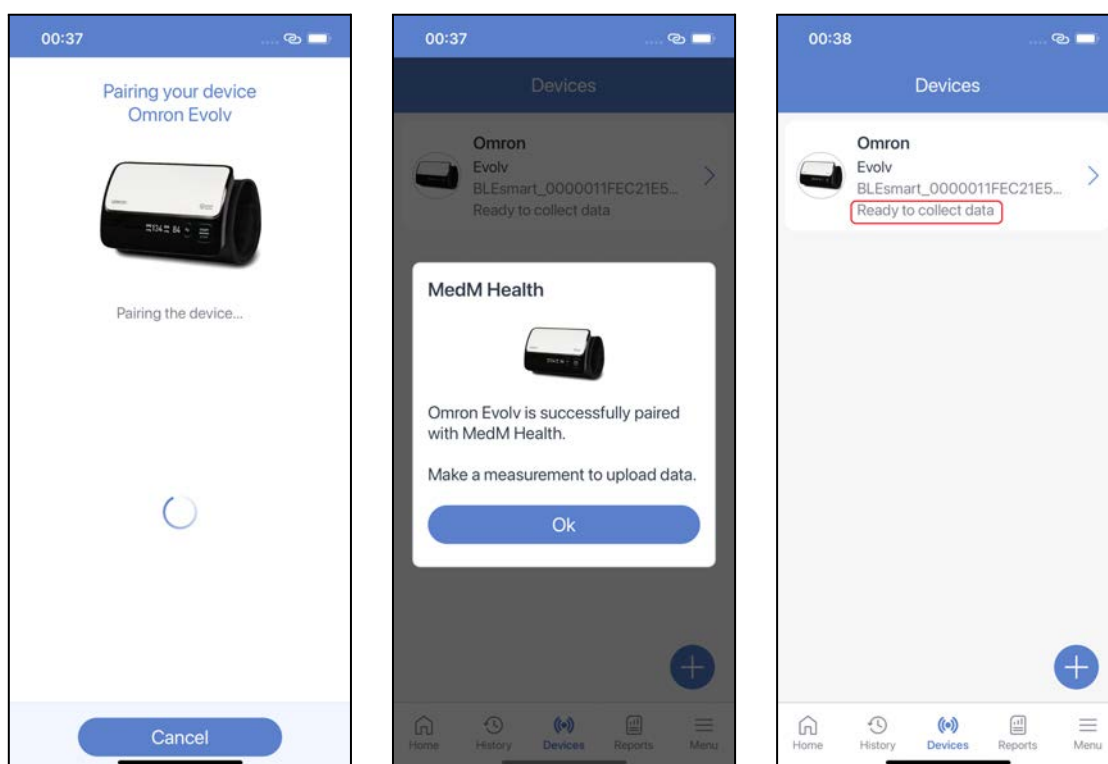 00:37
Pairing your device
Omron Evolv
Pairing the device...
Cancel
00:37
Devices
Omron
Evolv
BLEsmart_0000011FEC21E5...
Ready to collect data
MedM Health
Omron Evolv is successfully paired
with MedM Health.
Make a measurement to upload data.
Ok
Home History Devices Reports Menu
00:38
Devices
Omron
Evolv
BLEsmart_0000011FEC21E5...
Ready to collect data
Home History Devices Reports Menu